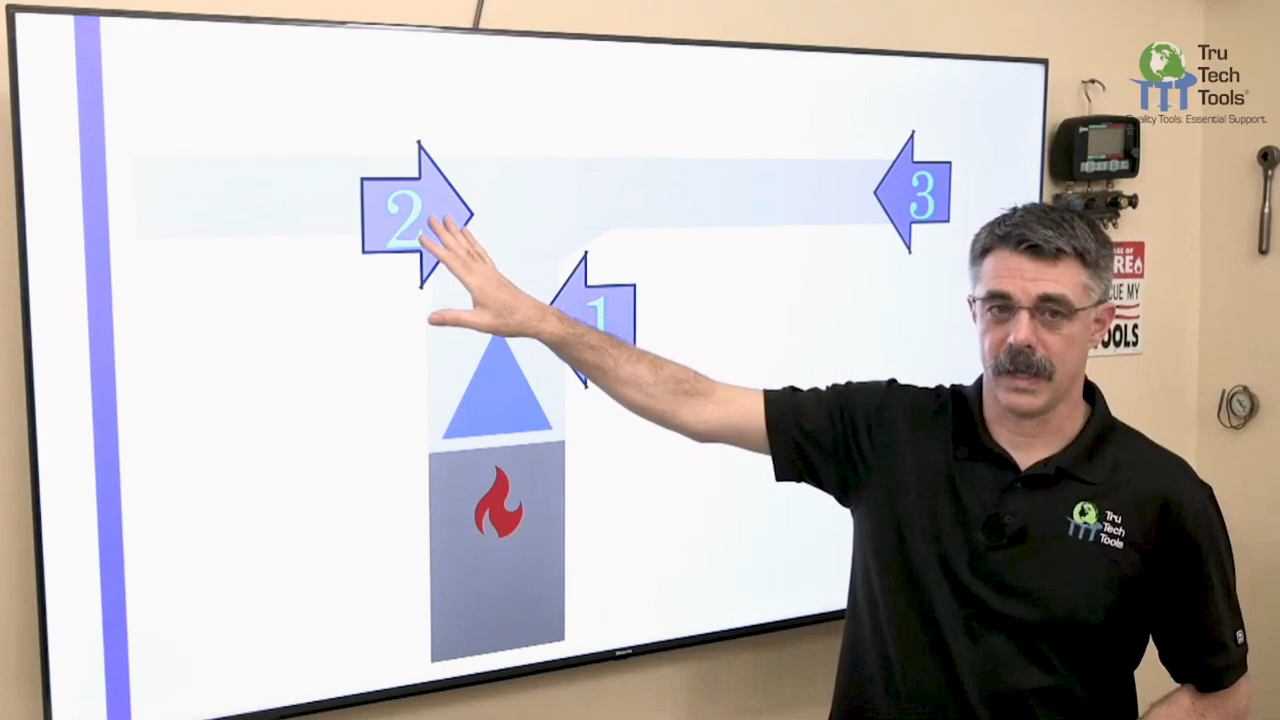 Tru
Tech
Tools®
Quality Tools. Essential Support.
2
3
1
RE
CUE MY
OOLS
Tru
Tech
Tools